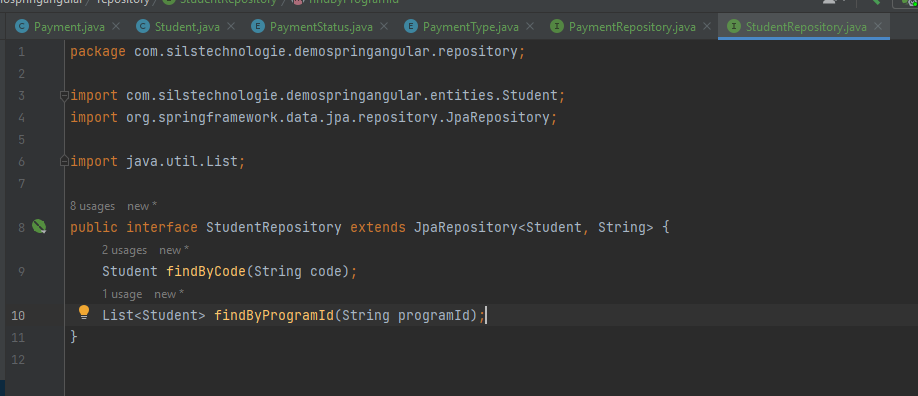 repository StudentRepository findByProgramId
Payment.java Student.java PaymentStatus.java PaymentType.java PaymentRepository.java StudentRepository.java
1 package com.silstechnologie.demospringangular.repository;
2
3 import com.silstechnologie.demospringangular.entities.Student;
4 import org.springframework.data.jpa.repository.JpaRepository;
5
6 import java.util.List;
7
8 usages new *
8 public interface StudentRepository extends JpaRepository<Student, String> {
2 usages new *
9 Student findByCode(String code);
1 usage new *
10 List<Student> findByProgramId(String programId);
11 }
12